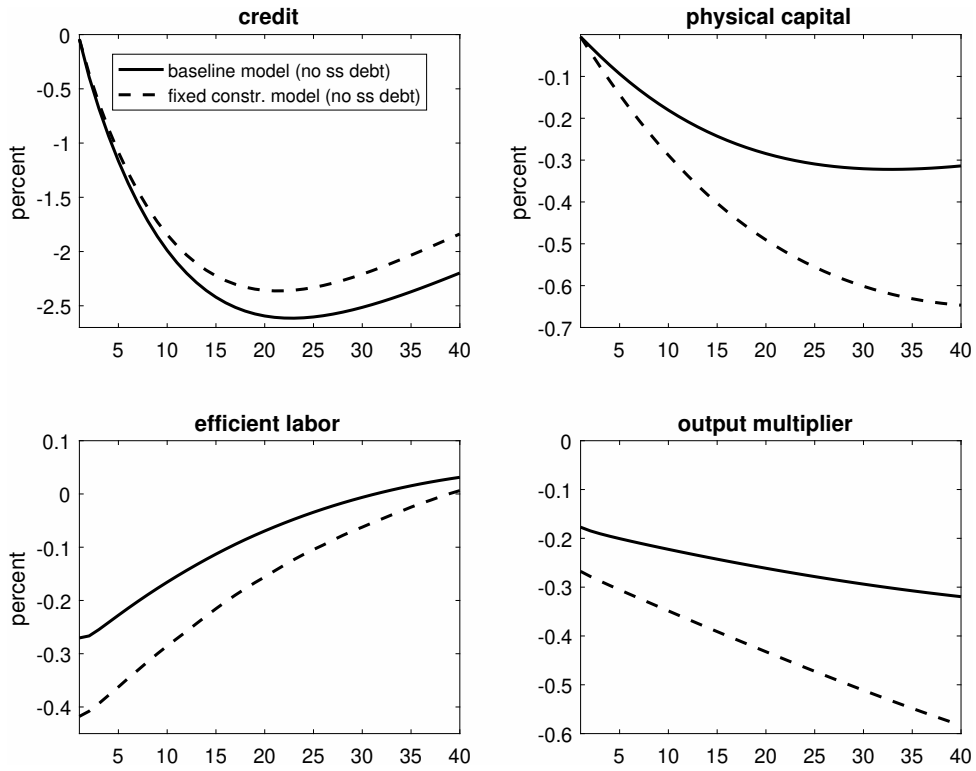 credit
0
-0.5
-1
-1.5
-2
-2.5
percent
baseline model (no ss debt)
fixed constr. model (no ss debt)
5 10 15 20 25 30 35 40
physical capital
-0.1
-0.2
-0.3
-0.4
-0.5
-0.6
-0.7
percent
5 10 15 20 25 30 35 40
efficient labor
0.1
0
-0.1
-0.2
-0.3
-0.4
percent
5 10 15 20 25 30 35 40
output multiplier
0
-0.1
-0.2
-0.3
-0.4
-0.5
-0.6
5 10 15 20 25 30 35 40